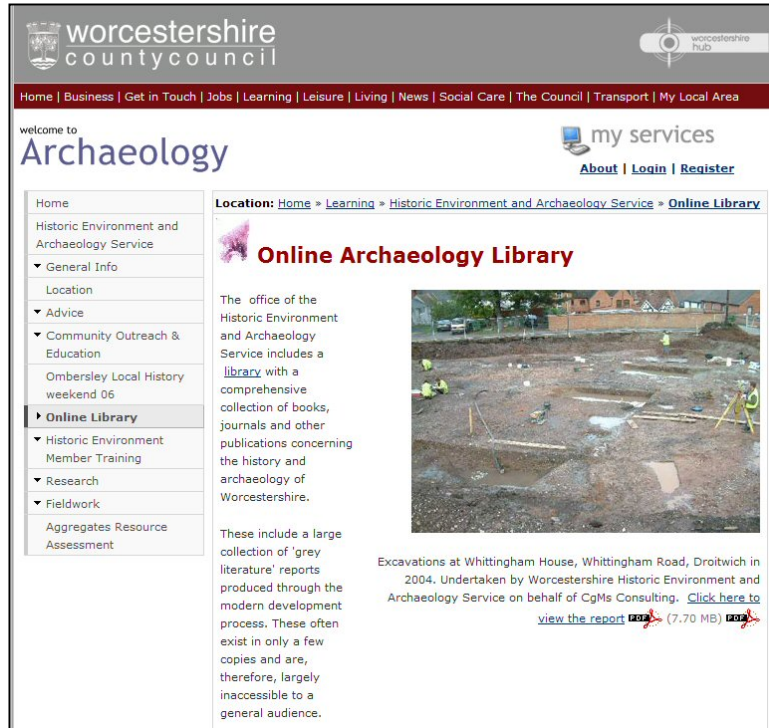 worcestershire
countycouncil
worcestershire
hub
Home | Business | Get in Touch | Jobs | Learning | Leisure | Living | News | Social Care | The Council | Transport | My Local Area
welcome to
Archaeology
my services
About | Login | Register
Home
Historic Environment and
Archaeology Service
General Info
Location
Advice
Community Outreach &
Education
Ombersley Local History
weekend 06
Online Library
Historic Environment
Member Training
Research
Fieldwork
Aggregates Resource
Assessment
Location: Home » Learning » Historic Environment and Archaeology Service » Online Library
Online Archaeology Library
The office of the
Historic Environment
and Archaeology
Service includes a
library with a
comprehensive
collection of books,
journals and other
publications concerning
the history and
archaeology of
Worcestershire.
These include a large
collection of 'grey
literature' reports
produced through the
modern development
process. These often
exist in only a few
copies and are,
therefore, largely
inaccessible to a
general audience.
Excavations at Whittingham House, Whittingham Road, Droitwich in
2004. Undertaken by Worcestershire Historic Environment and
Archaeology Service on behalf of CgMs Consulting. Click here to
view the report PDF (7.70 MB) PDF